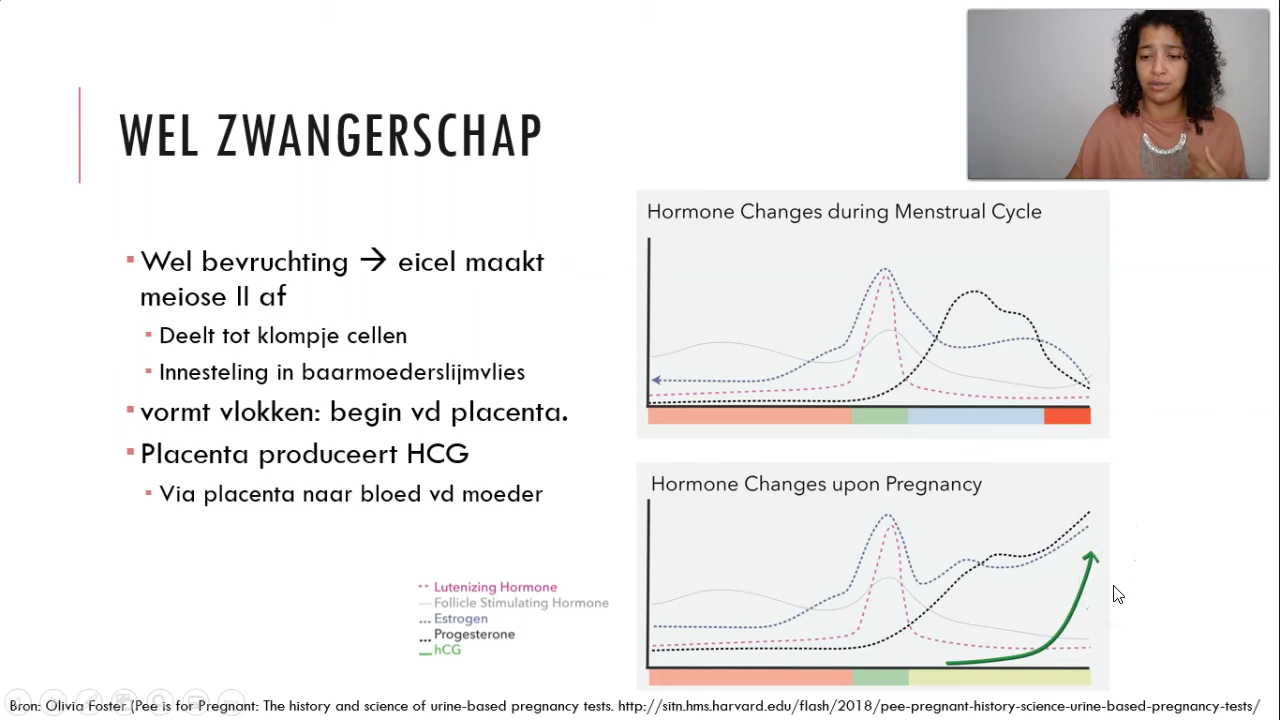 WEL ZWANGERSCHAP
Wel bevruchting → eicel maakt
meiose II af
Deelt tot klompje cellen
Innesteling in baarmoederslijmvlies
vormt vlokken: begin vd placenta.
Placenta produceert HCG
Via placenta naar bloed vd moeder
Hormone Changes during Menstrual Cycle
Hormone Changes upon Pregnancy
Lutenizing Hormone
Follicle Stimulating Hormone
Estrogen
Progesterone
hCG
Bron: Olivia Foster (Pee is for Pregnant: The history and science of urine-based pregnancy tests. http://sitn.hms.harvard.edu/flash/2018/pee-pregnant-history-science-urine-based-pregnancy-tests/